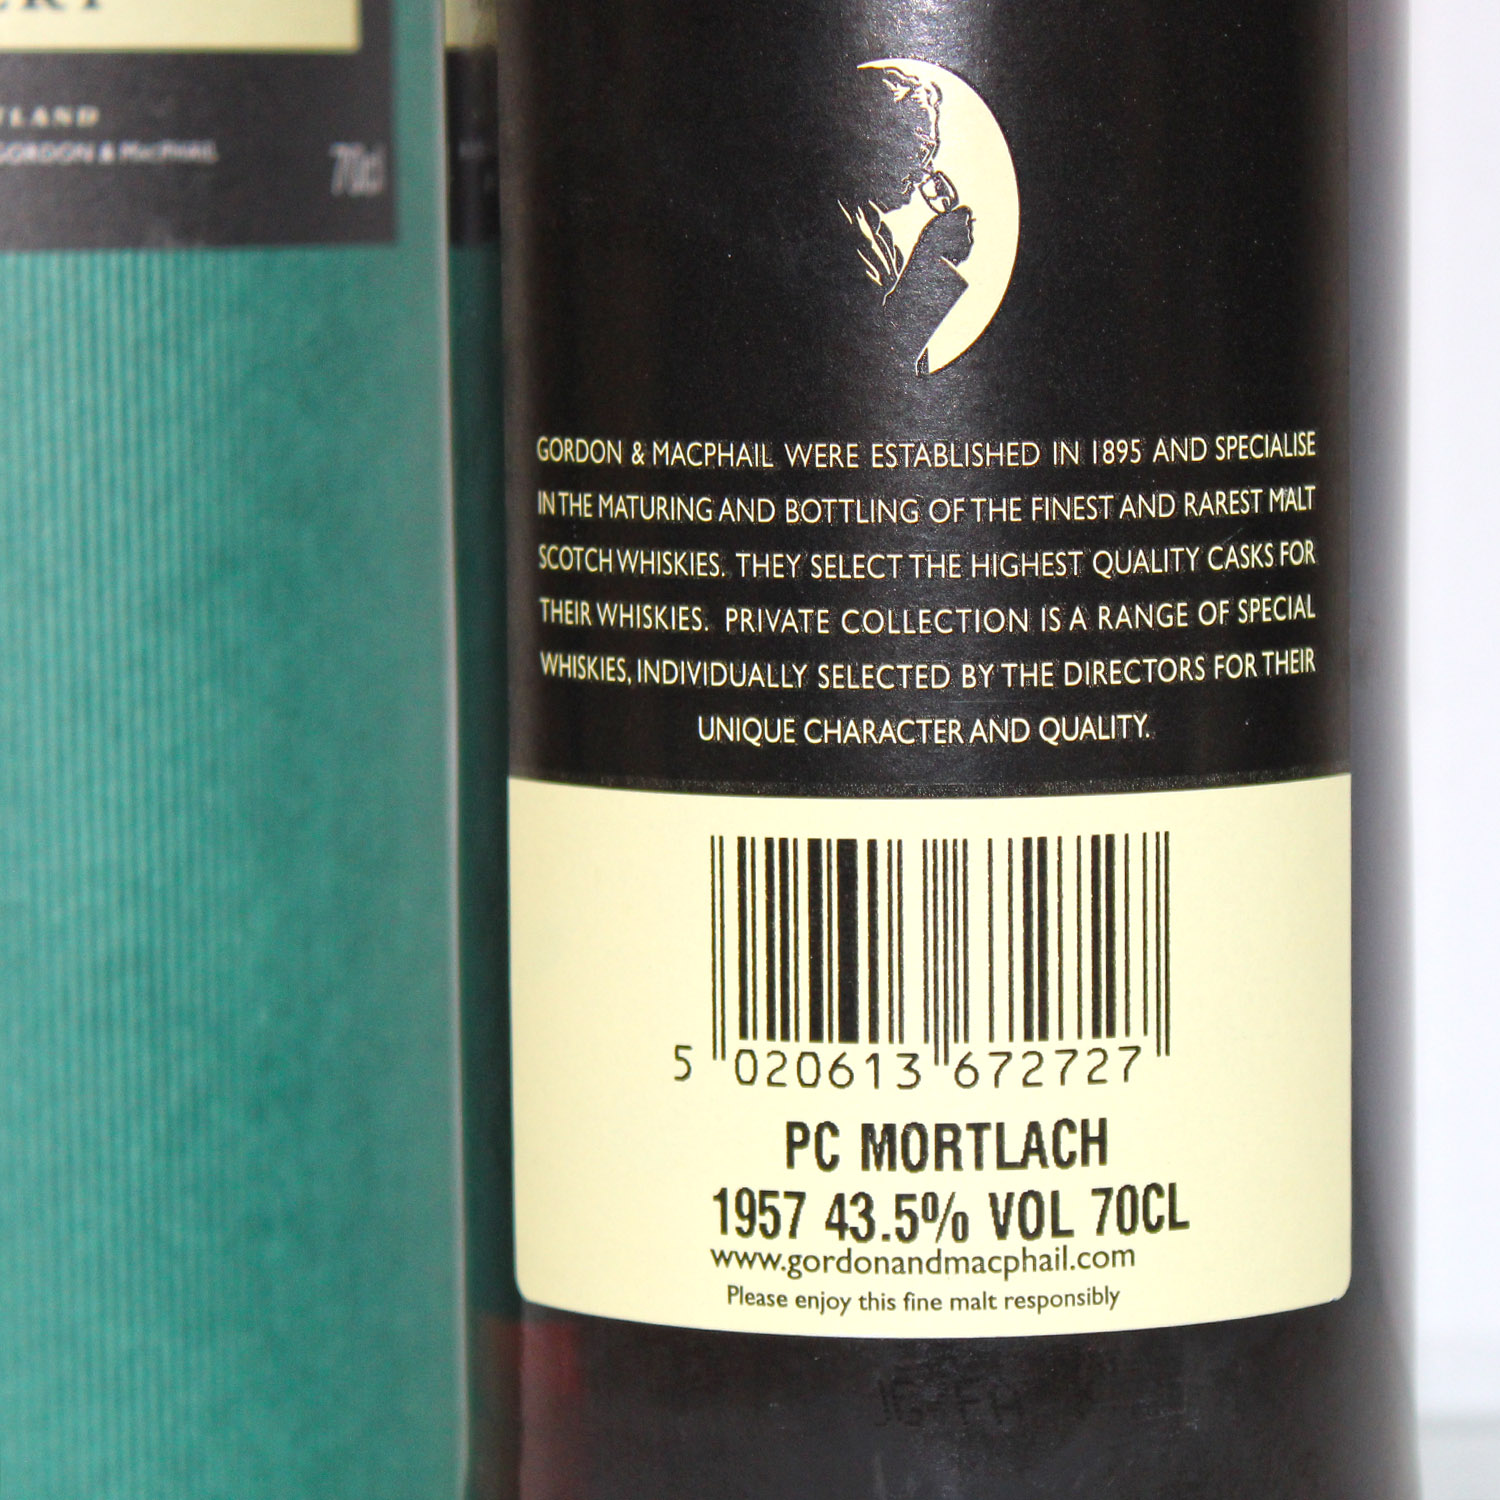 TLAND
GORDON & MACPHAIL
70cl
GORDON & MACPHAIL WERE ESTABLISHED IN 1895 AND SPECIALISE
IN THE MATURING AND BOTTLING OF THE FINEST AND RAREST MALT
SCOTCH WHISKIES. THEY SELECT THE HIGHEST QUALITY CASKS FOR
THEIR WHISKIES. PRIVATE COLLECTION IS A RANGE OF SPECIAL
WHISKIES, INDIVIDUALLY SELECTED BY THE DIRECTORS FOR THEIR
UNIQUE CHARACTER AND QUALITY.
5 020613 672727
PC MORTLACH
1957 43.5% VOL 70CL
www.gordonandmacphail.com
Please enjoy this fine malt responsibly